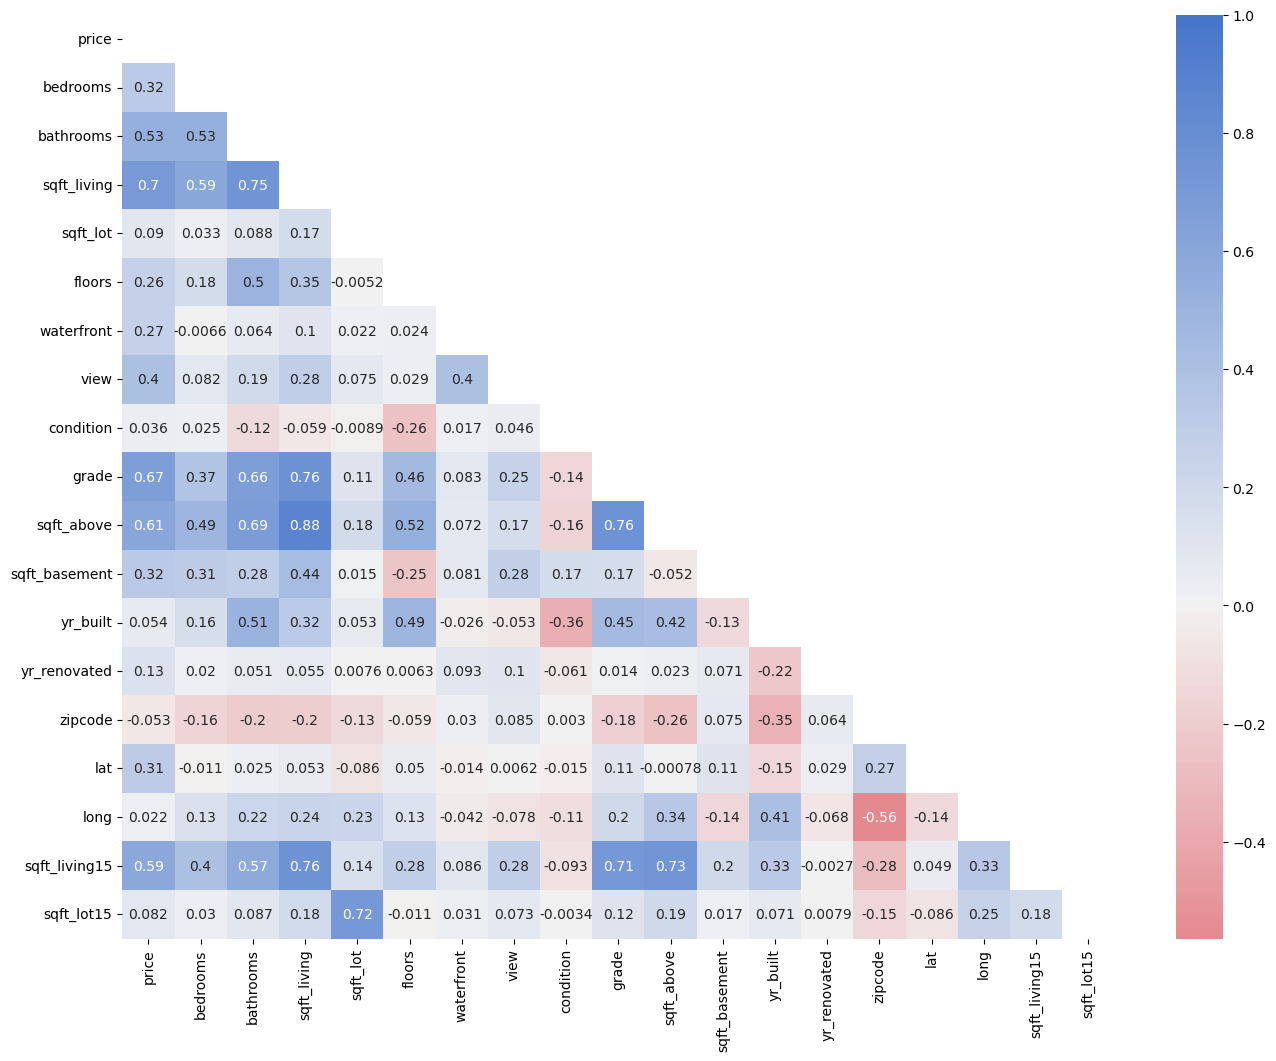 price
bedrooms 0.32
bathrooms 0.53 0.53
sqft_living 0.7 0.59 0.75
sqft_lot 0.09 0.033 0.088 0.17
floors 0.26 0.18 0.5 0.35 -0.0052
waterfront 0.27 -0.0066 0.064 0.1 0.022 0.024
view 0.4 0.082 0.19 0.28 0.075 0.029 0.4
condition 0.036 0.025 -0.12 -0.059 -0.0089 -0.26 0.017 0.046
grade 0.67 0.37 0.66 0.76 0.11 0.46 0.083 0.25 -0.14
sqft_above 0.61 0.49 0.69 0.88 0.18 0.52 0.072 0.17 -0.16 0.76
sqft_basement 0.32 0.31 0.28 0.44 0.015 -0.25 0.081 0.28 0.17 0.17 -0.052
yr_built 0.054 0.16 0.51 0.32 0.053 0.49 -0.026 -0.053 -0.36 0.45 0.42 -0.13
yr_renovated 0.13 0.02 0.051 0.055 0.0076 0.0063 0.093 0.1 -0.061 0.014 0.023 0.071 -0.22
zipcode -0.053 -0.16 -0.2 -0.2 -0.13 -0.059 0.03 0.085 0.003 -0.18 -0.26 0.075 -0.35 0.064
lat 0.31 -0.011 0.025 0.053 -0.086 0.05 -0.014 0.0062 -0.015 0.11 -0.00078 0.11 -0.15 0.029 0.27
long 0.022 0.13 0.22 0.24 0.23 0.13 -0.042 -0.078 -0.11 0.2 0.34 -0.14 0.41 -0.068 -0.56 -0.14
sqft_living15 0.59 0.4 0.57 0.76 0.14 0.28 0.086 0.28 -0.093 0.71 0.73 0.2 0.33 -0.0027 -0.28 0.049 0.33
sqft_lot15 0.082 0.03 0.087 0.18 0.72 -0.011 0.031 0.073 -0.0034 0.12 0.19 0.017 0.071 0.0079 -0.15 -0.086 0.25 0.18
price bedrooms bathrooms sqft_living sqft_lot floors waterfront view condition grade sqft_above sqft_basement yr_built yr_renovated zipcode lat long sqft_living15 sqft_lot15
1.0
0.8
0.6
0.4
0.2
0.0
−0.2
−0.4